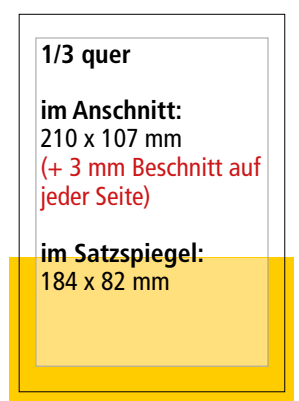 1/3 quer
im Anschnitt:
210 x 107 mm
(+ 3 mm Beschnitt auf
jeder Seite)
im Satzspiegel:
184 x 82 mm